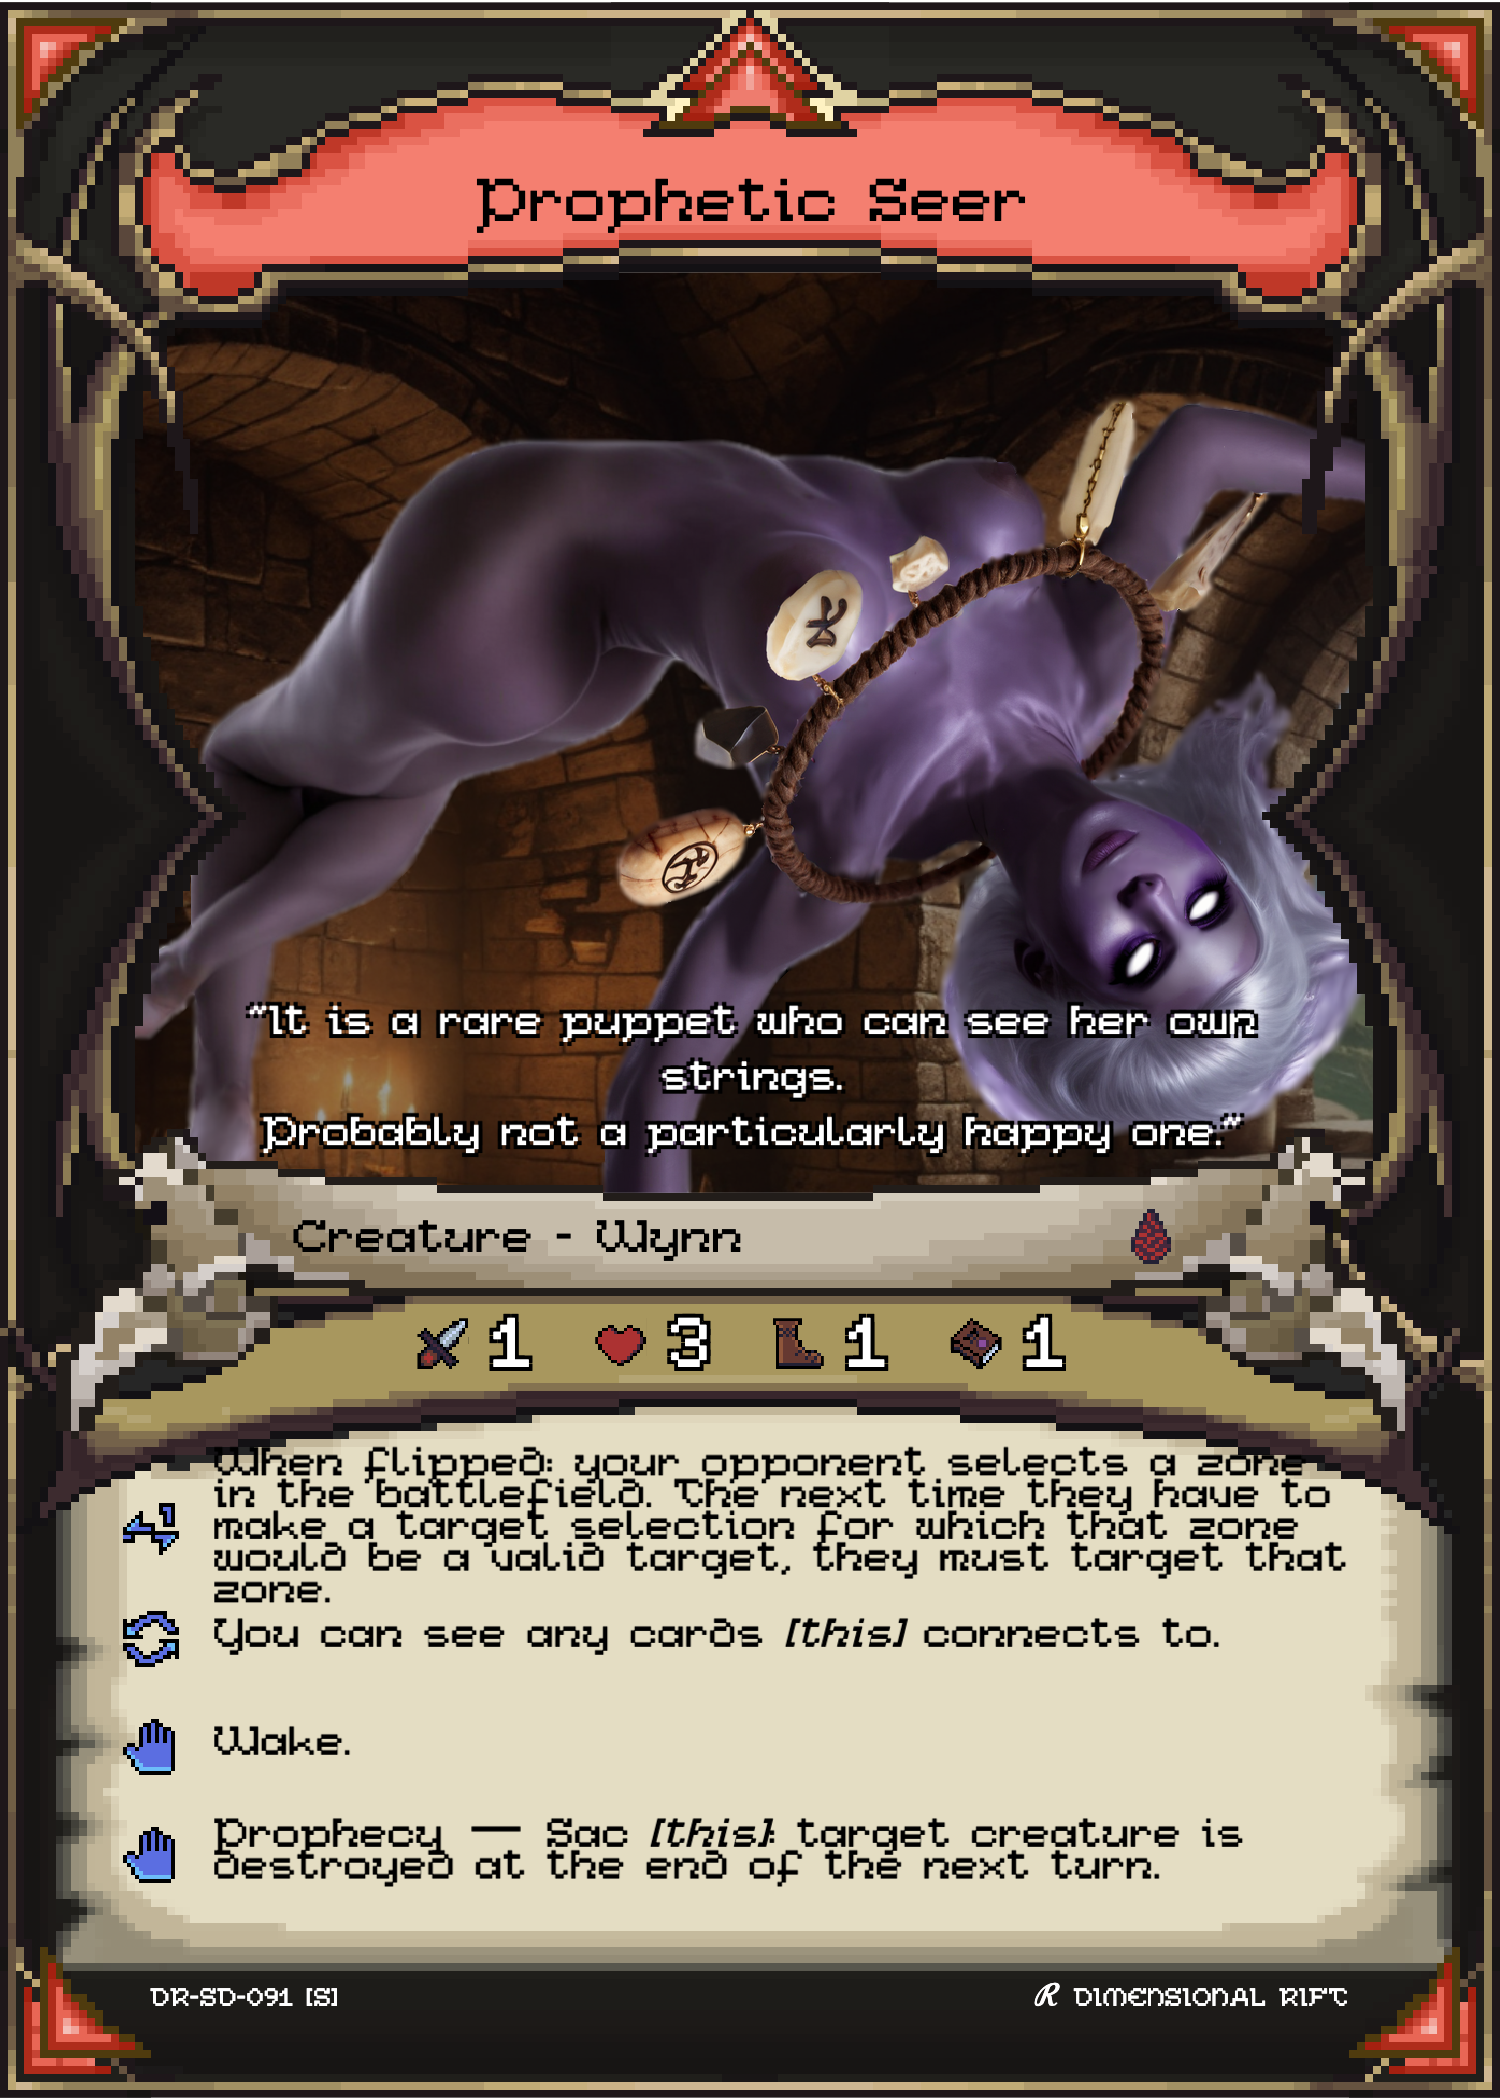 Prophetic Seer
"It is a rare puppet who can see her own
strings.
Probably not a particularly happy one."
Creature - Wynn
1 3 1 1
When flipped: your opponent selects a zone
in the battlefield. The next time they have to
make a target selection for which that zone
would be a valid target, they must target that
zone.
You can see any cards [this] connects to.
Wake.
Prophecy — Sac [this]: target creature is
destroyed at the end of the next turn.
DR-SD-091 [S]
R DIMENSIONAL RIFT